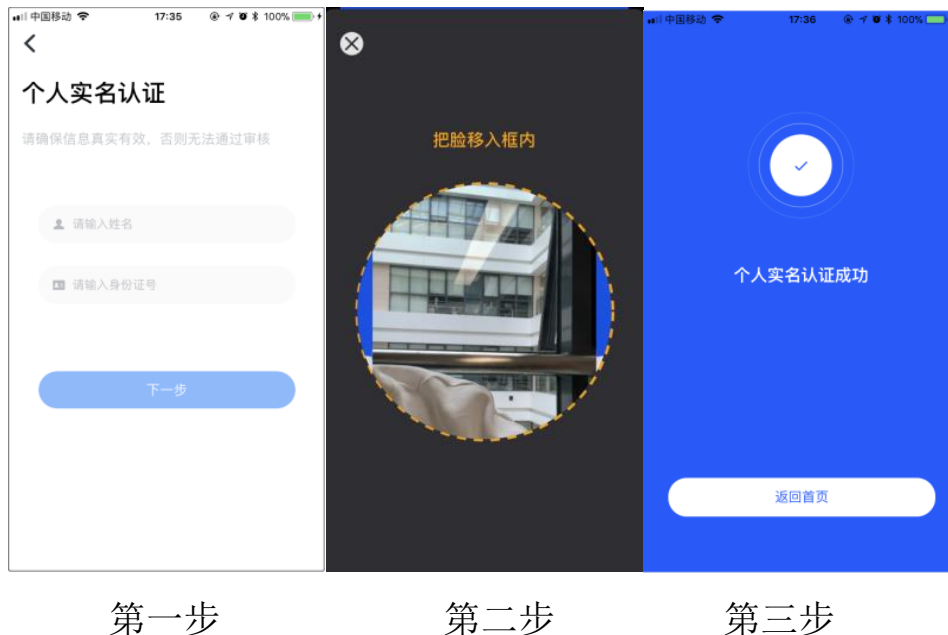 中国移动 17:35 100%
个人实名认证
请确保信息真实有效，否则无法通过审核
请输入姓名
请输入身份证号
下一步
第一步
把脸移入框内
第二步
中国移动 17:36 100%
个人实名认证成功
返回首页
第三步